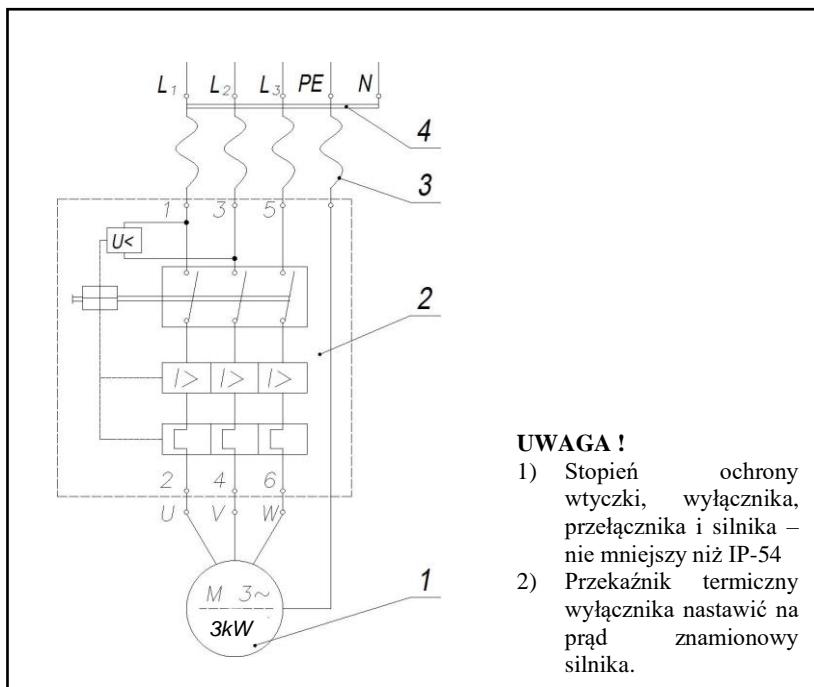 L1 L2 L3 PE N
4
3
1 3 5
U<
2
I> I> I>
2 4 6
U V W
M 3~
3kW
1
UWAGA !
1) Stopień ochrony
wtyczki, wyłącznika,
przełącznika i silnika –
nie mniejszy niż IP-54
2) Przekaźnik termiczny
wyłącznika nastawić na
prąd znamionowy
silnika.